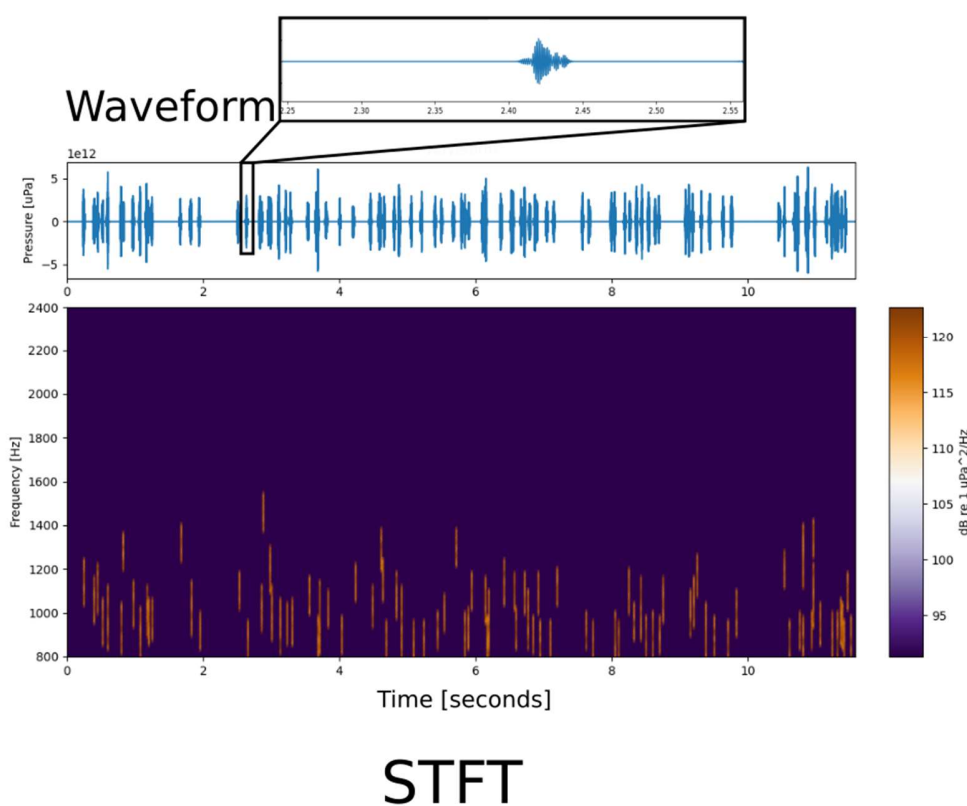 2.25 2.30 2.35 2.40 2.45 2.50 2.55
Waveform
1e12
Pressure [uPa]
5
0
−5
0 2 4 6 8 10
Frequency [Hz]
2400
2200
2000
1800
1600
1400
1200
1000
800
0 2 4 6 8 10
Time [seconds]
120
115
110
105
100
95
dB re 1 uPa^2/Hz
STFT